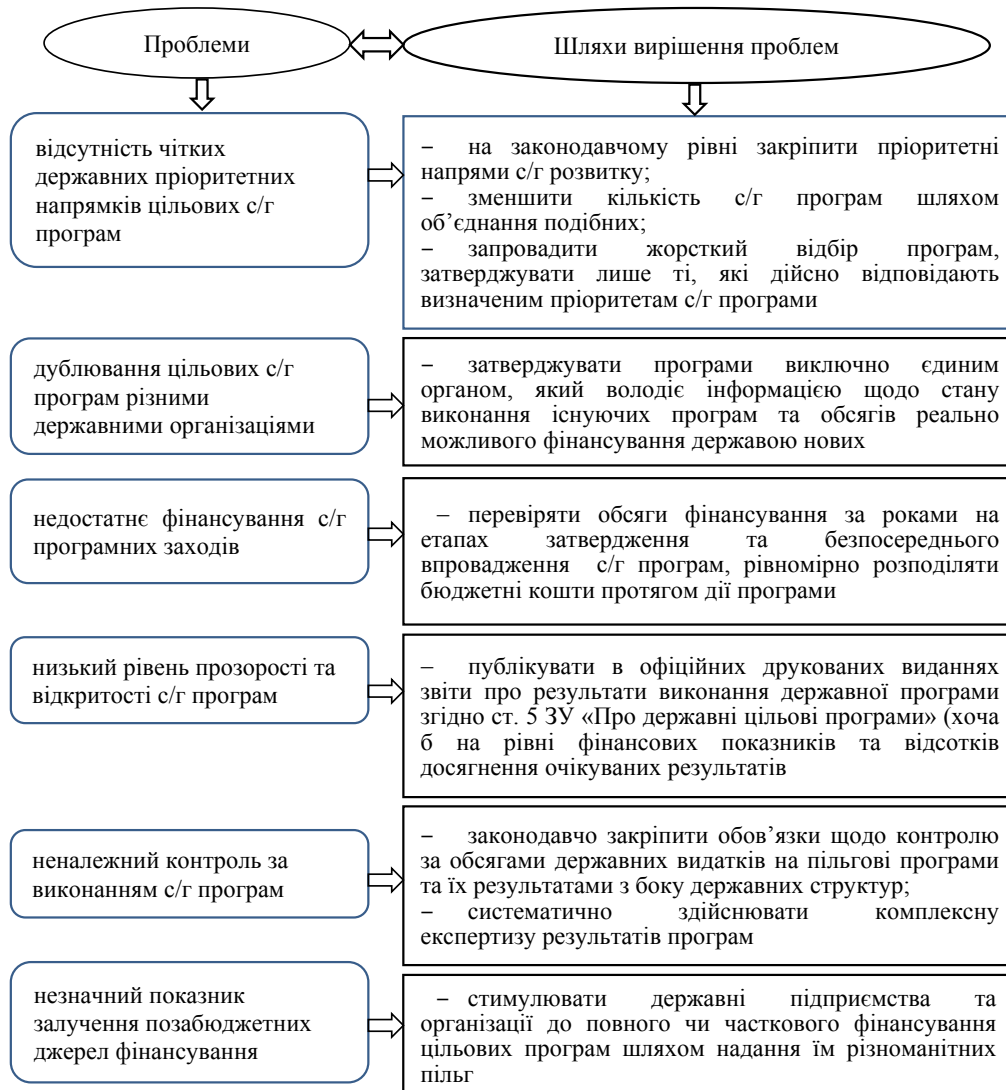 Проблеми
Шляхи вирішення проблем
відсутність чітких
державних пріоритетних
напрямків цільових с/г
програм
– на законодавчому рівні закріпити пріоритетні
напрями с/г розвитку;
– зменшити кількість с/г програм шляхом
об’єднання подібних;
– запровадити жорсткий відбір програм,
затверджувати лише ті, які дійсно відповідають
визначеним пріоритетам с/г програми
дублювання цільових с/г
програм різними
державними організаціями
– затверджувати програми виключно єдиним
органом, який володіє інформацією щодо стану
виконання існуючих програм та обсягів реально
можливого фінансування державою нових
недостатнє фінансування с/г
програмних заходів
– перевіряти обсяги фінансування за роками на
етапах затвердження та безпосереднього
впровадження с/г програм, рівномірно розподіляти
бюджетні кошти протягом дії програми
низький рівень прозорості та
відкритості с/г програм
– публікувати в офіційних друкованих виданнях
звіти про результати виконання державної програми
згідно ст. 5 ЗУ «Про державні цільові програми» (хоча
б на рівні фінансових показників та відсотків
досягнення очікуваних результатів
неналежний контроль за
виконанням с/г програм
– законодавчо закріпити обов’язки щодо контролю
за обсягами державних видатків на пільгові програми
та їх результатами з боку державних структур;
– систематично здійснювати комплексну
експертизу результатів програм
незначний показник
залучення позабюджетних
джерел фінансування
– стимулювати державні підприємства та
організації до повного чи часткового фінансування
цільових програм шляхом надання їм різноманітних
пільг